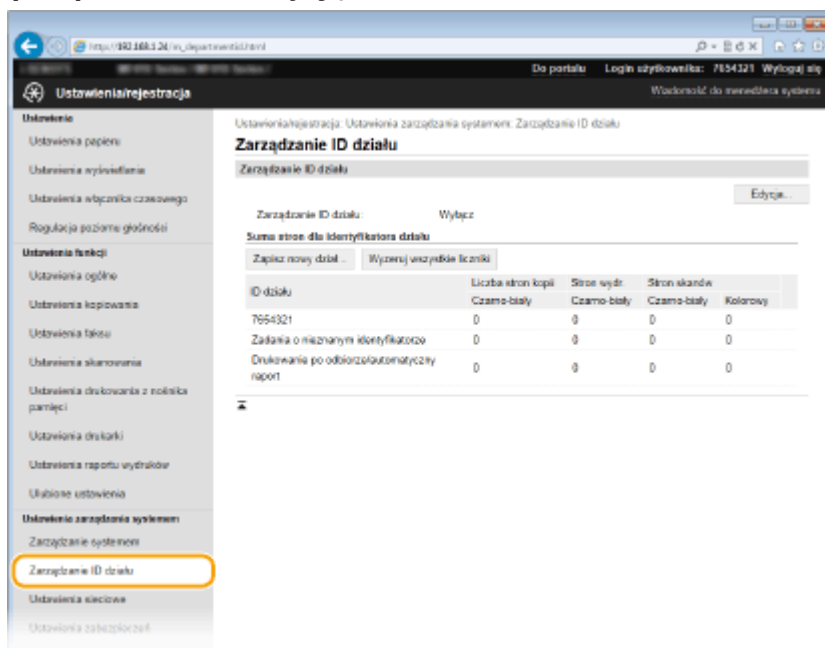 http://192.168.1.24/m_departmentid.html
Do portalu Login użytkownika: 7654321 Wyloguj się
Ustawienia/rejestracja
Wiadomość do menedżera systemu
Ustawienia
Ustawienia papieru
Ustawienia wyświetlania
Ustawienia włącznika czasowego
Regulacja poziomu głośności
Ustawienia funkcji
Ustawienia ogólne
Ustawienia kopiowania
Ustawienia faksu
Ustawienia skanowania
Ustawienia drukowania z nośnika
pamięci
Ustawienia drukarki
Ustawienia raportu wydruków
Ulubione ustawienia
Ustawienia zarządzania systemem
Zarządzanie systemem
Zarządzanie ID działu
Ustawienia sieciowe
Ustawienia zabezpieczeń
Ustawienia/rejestracja: Ustawienia zarządzania systemem: Zarządzanie ID działu
Zarządzanie ID działu
Zarządzanie ID działu
Edycja...
Zarządzanie ID działu: Wyłącz
Suma stron dla identyfikatora działu
Zapisz nowy dział... Wyzeruj wszystkie liczniki
ID działu Liczba stron kopii Stron wydr. Stron skanów
Czarno-biały Czarno-biały Czarno-biały Kolorowy
7654321 0 0 0 0
Zadania o nieznanym identyfikatorze 0 0 0 0
Drukowanie po odbiorze/automatyczny
raport 0 0 0 0